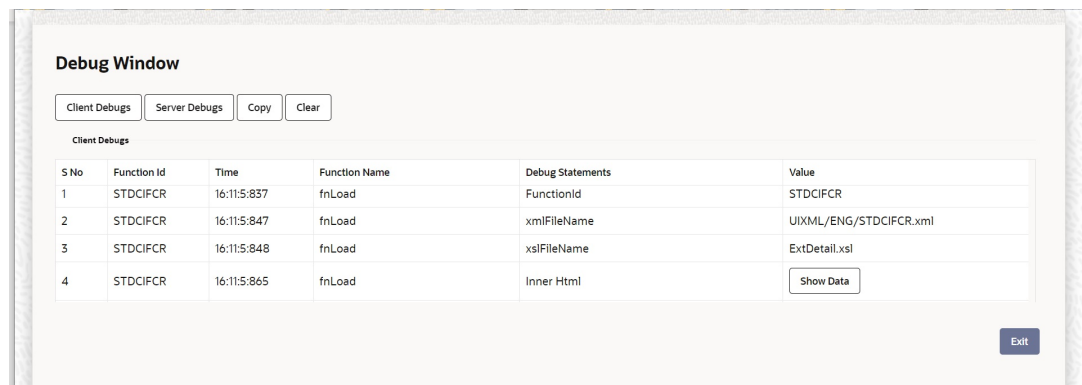 Debug Window
Client Debugs Server Debugs Copy Clear
Client Debugs
S No Function Id Time Function Name Debug Statements Value
1 STDCIFCR 16:11:5:837 fnLoad FunctionId STDCIFCR
2 STDCIFCR 16:11:5:847 fnLoad xmlFileName UIXML/ENG/STDCIFCR.xml
3 STDCIFCR 16:11:5:848 fnLoad xslFileName ExtDetail.xsl
4 STDCIFCR 16:11:5:865 fnLoad Inner Html Show Data
Exit